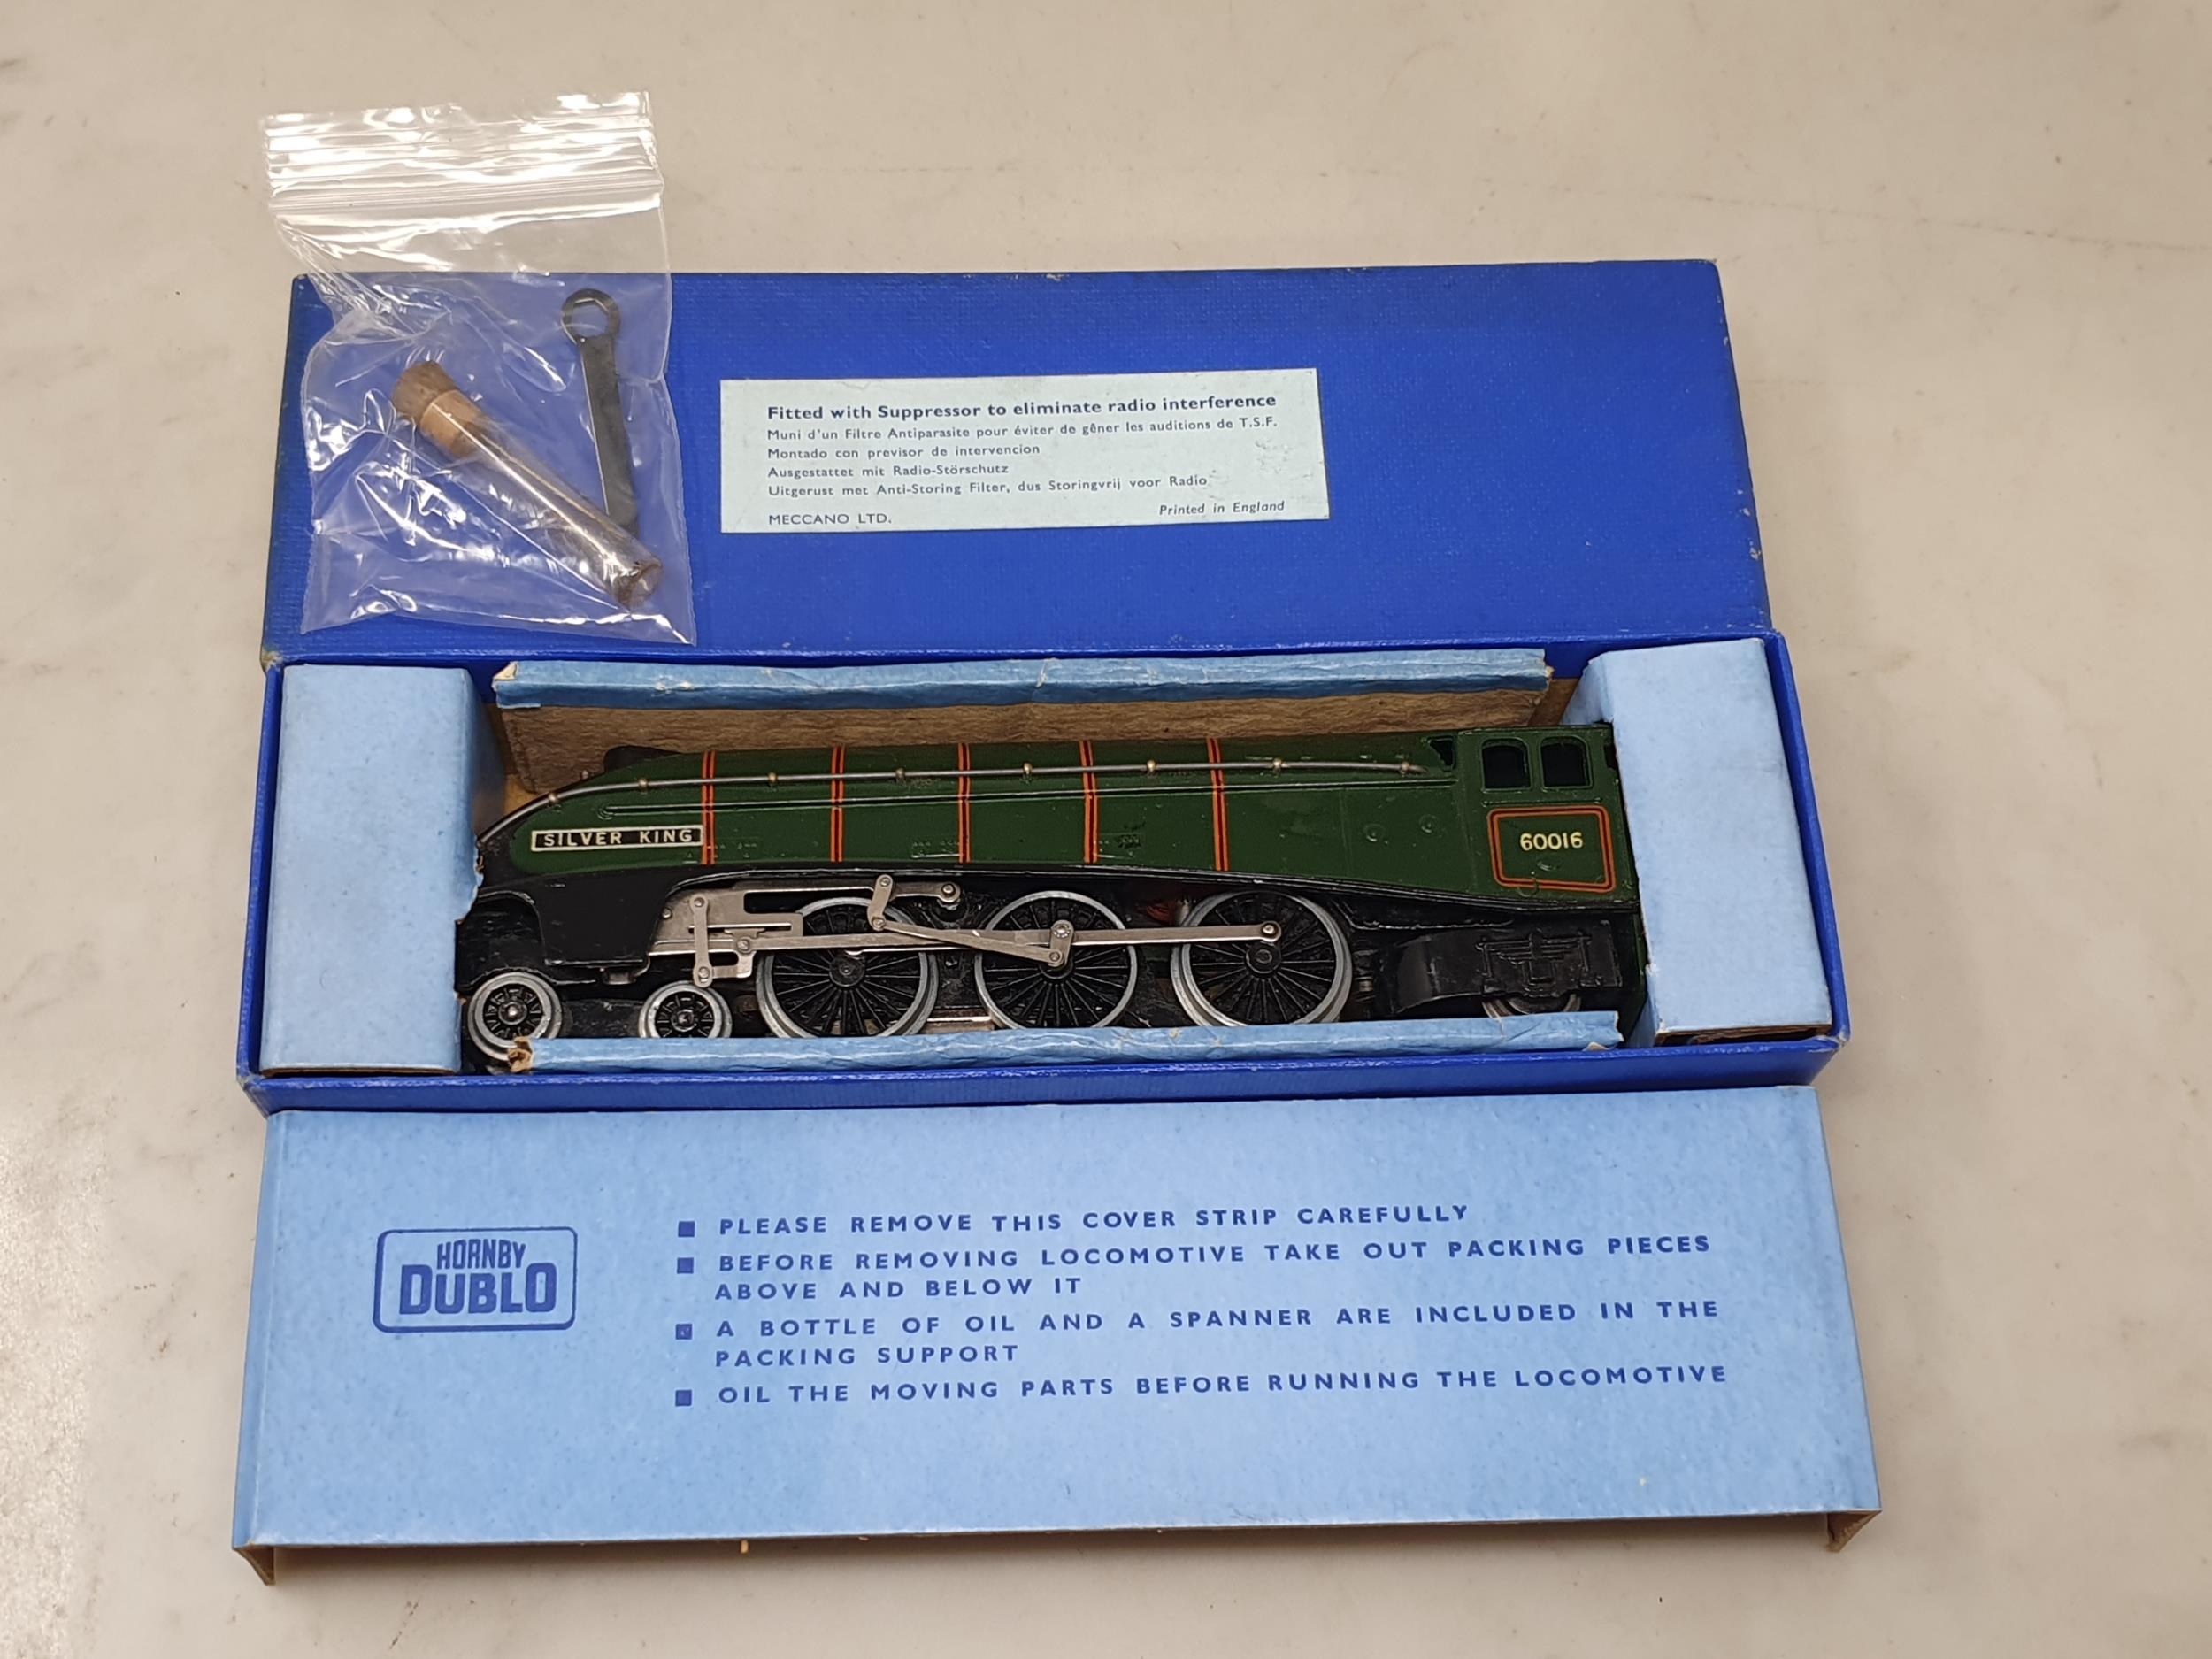 Fitted with Suppressor to eliminate radio interference
Muni d'un Filtre Antiparasite pour éviter de gêner les auditions de T.S.F.
Montado con previsor de intervencion
Ausgestattet mit Radio-Störschutz
Uitgerust met Anti-Storing Filter, dus Storingvrij voor Radio
MECCANO LTD.
Printed in England
SILVER KING
60016
HORNBY
DUBLO
PLEASE REMOVE THIS COVER STRIP CAREFULLY
BEFORE REMOVING LOCOMOTIVE TAKE OUT PACKING PIECES
ABOVE AND BELOW IT
A BOTTLE OF OIL AND A SPANNER ARE INCLUDED IN THE
PACKING SUPPORT
OIL THE MOVING PARTS BEFORE RUNNING THE LOCOMOTIVE